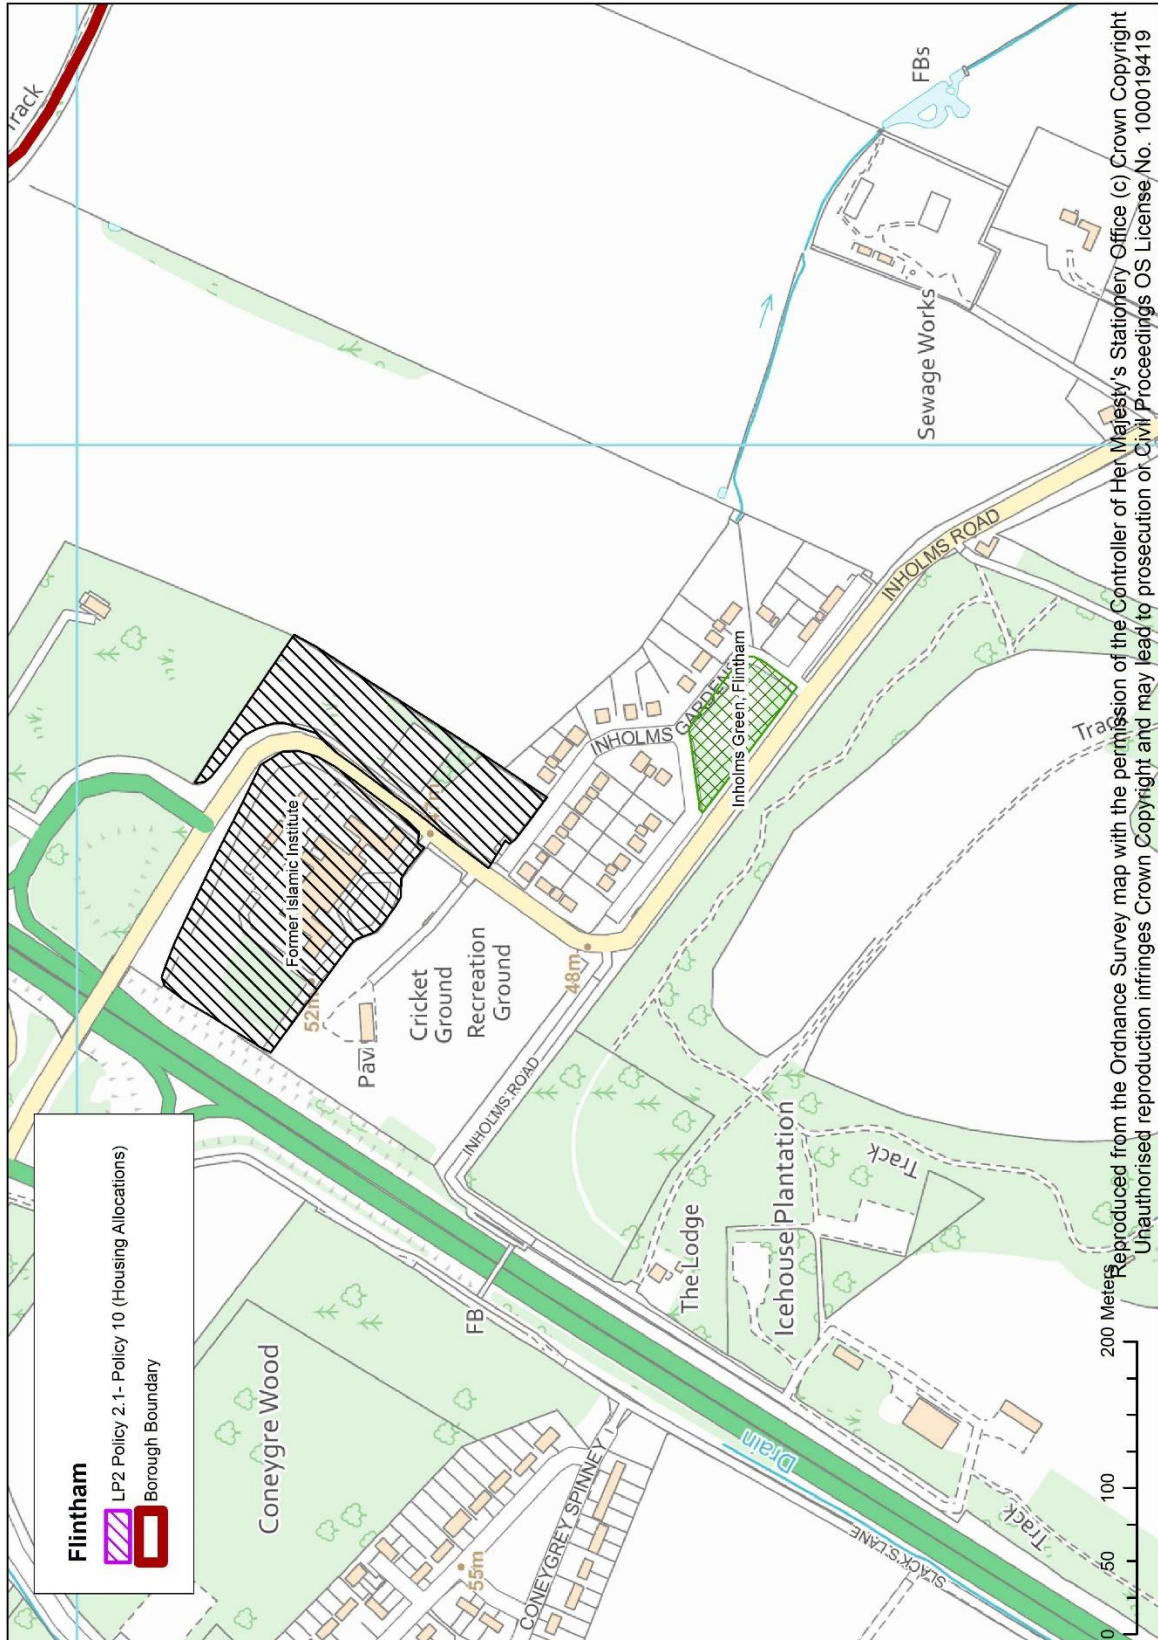 Flintham
LP2 Policy 2.1- Policy 10 (Housing Allocations)
Borough Boundary
Track
Former Islamic Institute
52m
Pav
Cricket
Ground
Recreation
Ground
48m
INHOLMS ROAD
INHOLMS GARDENS
Inholms Green, Flintham
INHOLMS ROAD
FBs
Sewage Works
Coneygre Wood
FB
The Lodge
Icehouse Plantation
Track
Track
CONEYGREY SPINNEY
55m
Drain
SLACK'S LANE
Track
0 50 100 200 Meters
Reproduced from the Ordnance Survey map with the permission of the Controller of Her Majesty's Stationery Office (c) Crown Copyright
Unauthorised reproduction infringes Crown Copyright and may lead to prosecution or Civil Proceedings OS License No. 100019419